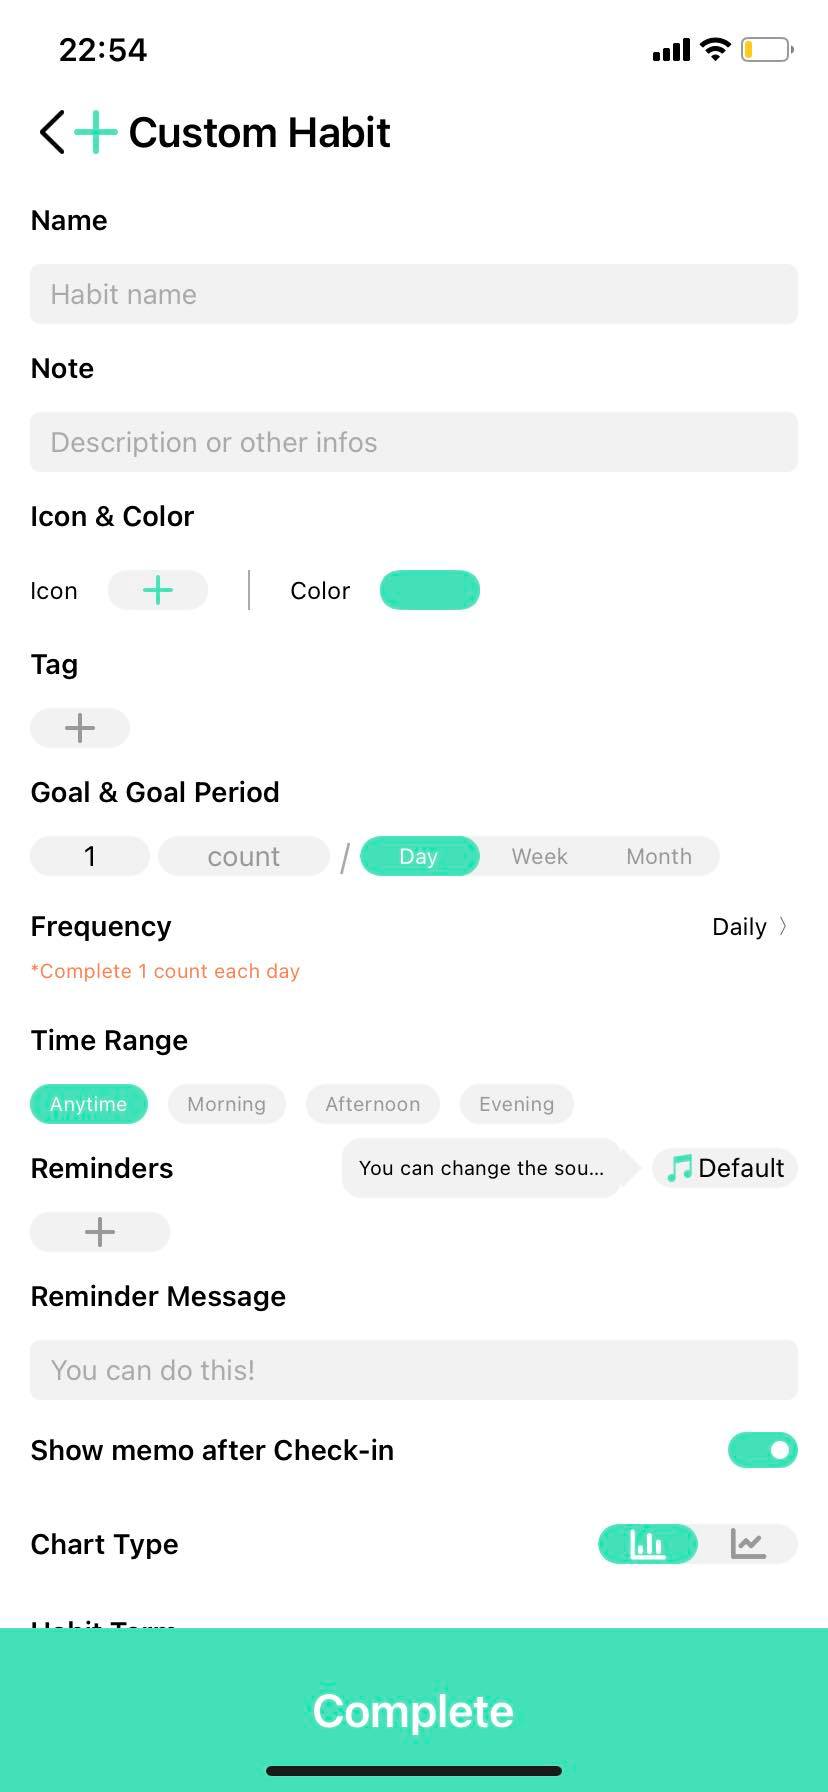 22:54
Custom Habit
Name
Habit name
Note
Description or other infos
Icon & Color
Icon Color
Tag
Goal & Goal Period
1 count / Day Week Month
Frequency Daily
*Complete 1 count each day
Time Range
Anytime Morning Afternoon Evening
Reminders You can change the sou... Default
Reminder Message
You can do this!
Show memo after Check-in
Chart Type
Habit Term
Complete